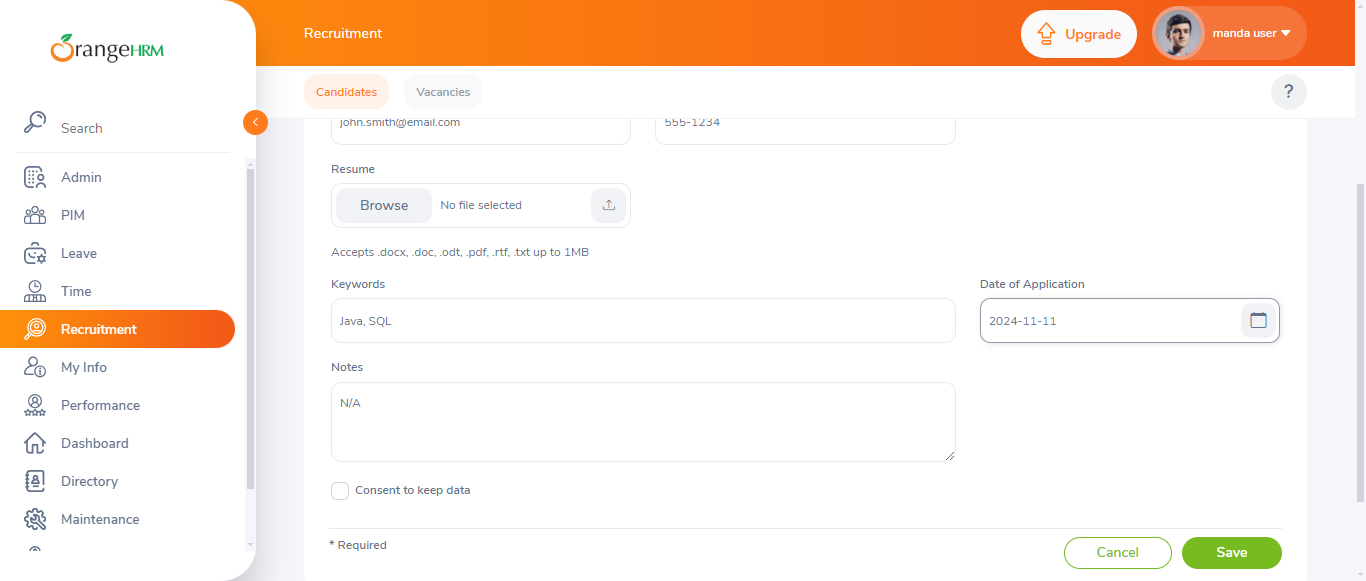 OrangeHRM
Search
Admin
PIM
Leave
Time
Recruitment
My Info
Performance
Dashboard
Directory
Maintenance
Recruitment
Upgrade
manda user
Candidates
Vacancies
?
john.smith@email.com
555-1234
Resume
Browse
No file selected
Accepts .docx, .doc, .odt, .pdf, .rtf, .txt up to 1MB
Keywords
Date of Application
Java, SQL
2024-11-11
Notes
N/A
Consent to keep data
* Required
Cancel
Save